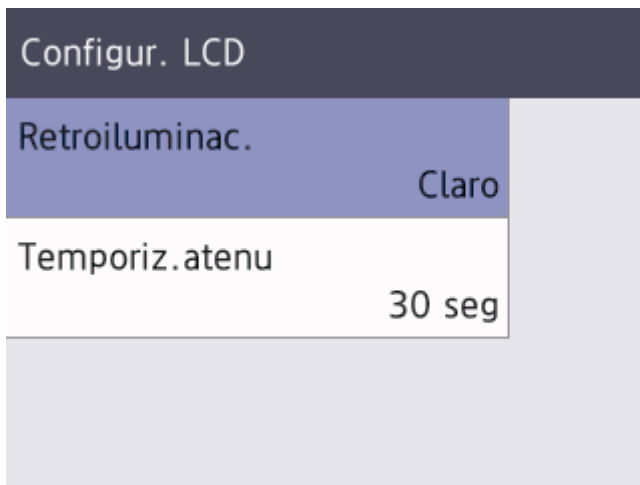 Configur. LCD
Retroiluminac.
Claro
Temporiz.atenu
30 seg